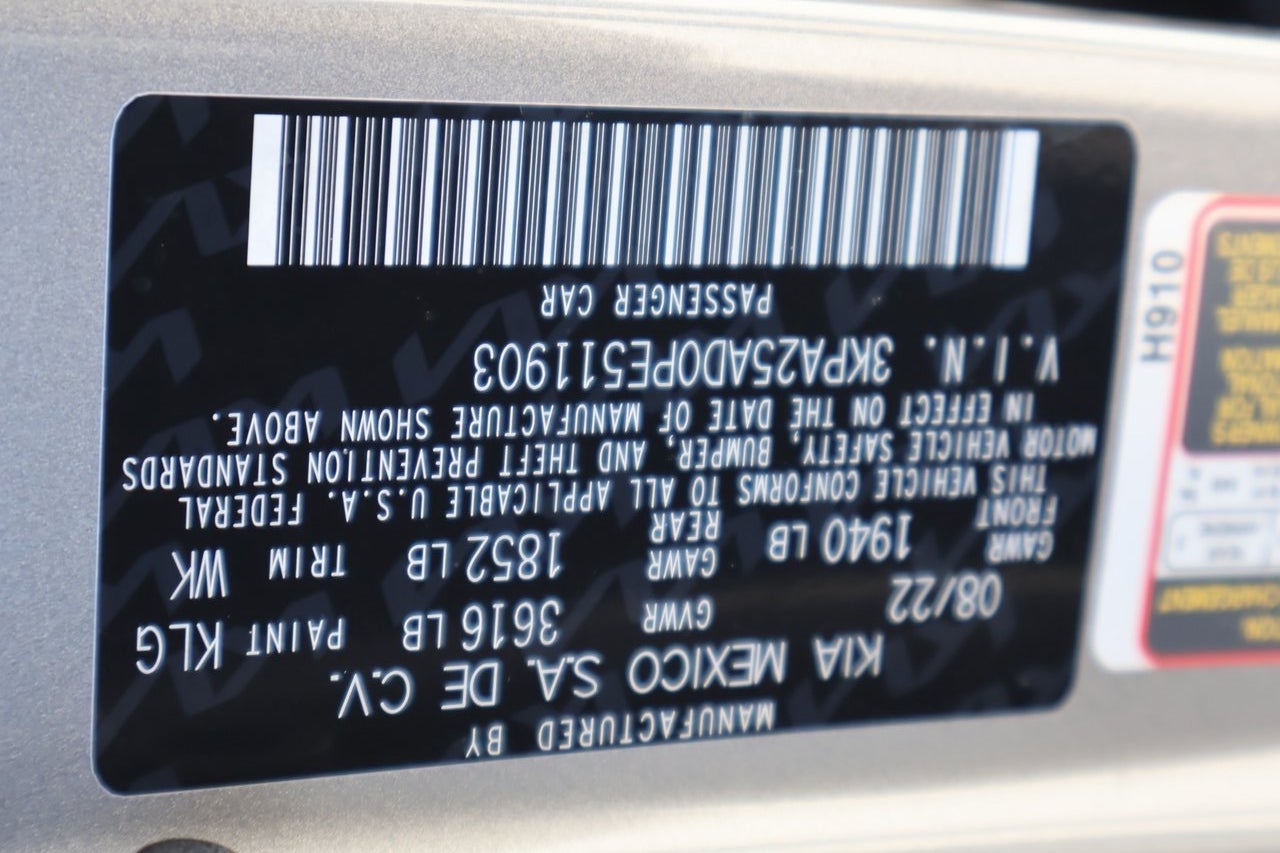 MANUFACTURED BY
KIA MEXICO S.A. DE C.V.
08/22 GVWR 3616 LB PAINT KLG
GAWR FRONT 1940 LB GAWR REAR 1852 LB TRIM WK
THIS VEHICLE CONFORMS TO ALL APPLICABLE U.S.A. FEDERAL
MOTOR VEHICLE SAFETY, BUMPER, AND THEFT PREVENTION STANDARDS
IN EFFECT ON THE DATE OF MANUFACTURE SHOWN ABOVE.
V.I.N. 3KPA25AD0PE511903
PASSENGER CAR
H910